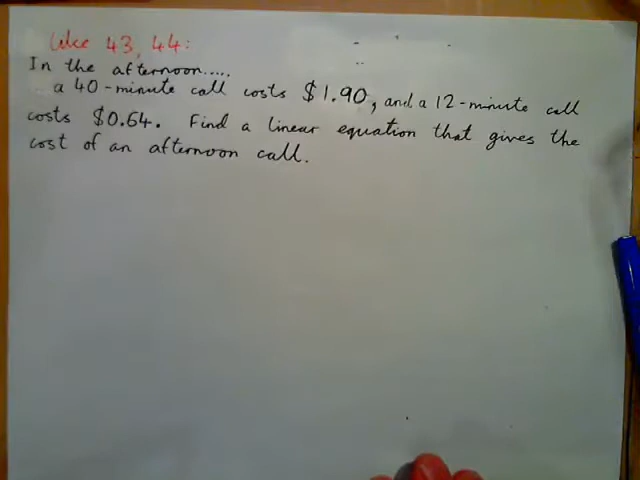 like 43, 44:
In the afternoon.....
a 40-minute call costs $1.90, and a 12-minute call
costs $0.64. Find a linear equation that gives the
cost of an afternoon call.